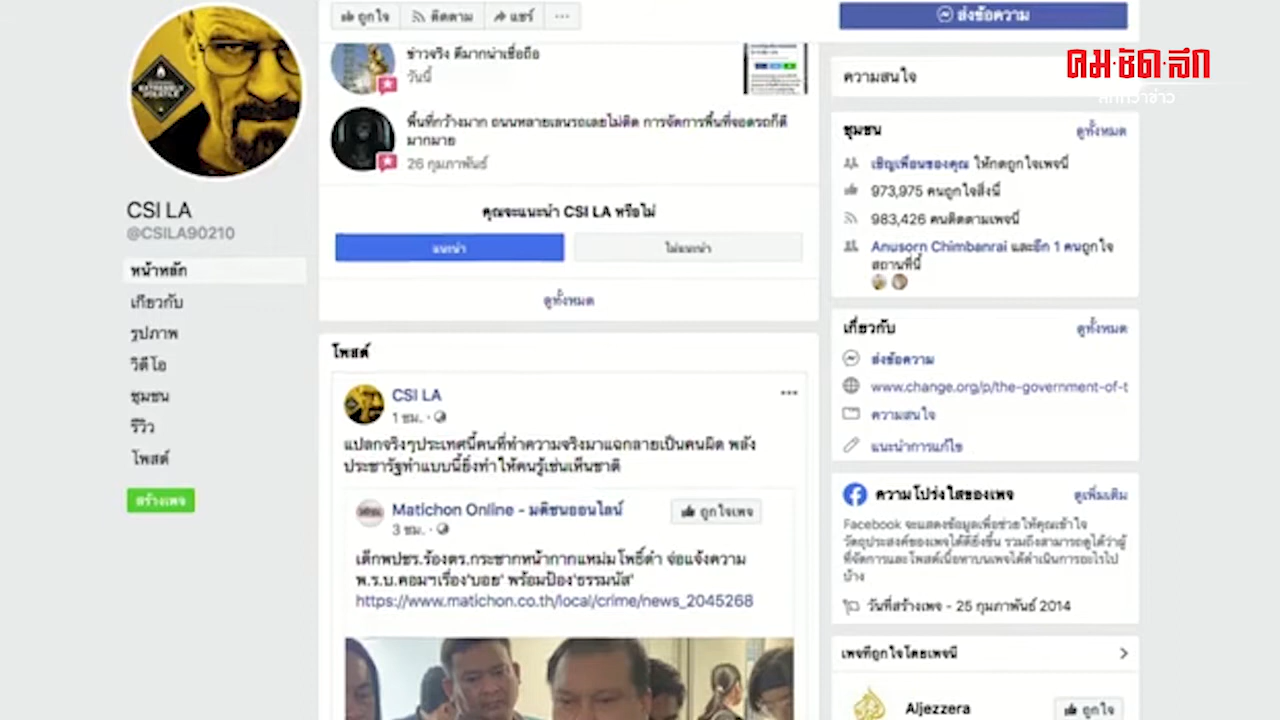 ถูกใจ
ติดตาม
แชร์
ส่งข้อความ
คม·ชัด·ลึก
ลึกกว่าข่าว
CSI LA
@CSILA90210
หน้าหลัก
เกี่ยวกับ
รูปภาพ
วิดีโอ
ชุมชน
รีวิว
โพสต์
สร้างเพจ
ข่าวจริง ดีมากน่าเชื่อถือ
วันนี้
พื้นที่กว้างมาก ถนนหลายเลนรถเลยไม่ติด การจัดการพื้นที่จอดรถก็ดี
มากมาย
26 กุมภาพันธ์
คุณจะแนะนำ CSI LA หรือไม่
แนะนำ
ไม่แนะนำ
ดูทั้งหมด
โพสต์
CSI LA
1 ชม. ·
แปลกจริงๆประเทศนี้คนที่ทำความจริงมาแฉกลายเป็นคนผิด พลัง
ประชารัฐทำแบบนี้ยิ่งทำให้คนรู้เช่นเห็นชาติ
Matichon Online - มติชนออนไลน์
ถูกใจเพจ
3 ชม. ·
เด็กพปชร.ร้องตร.กระชากหน้ากากแหม่มโพธิ์ดำ จ่อแจ้งความ
พ.ร.บ.คอมฯเรื่อง'บอย' พร้อมป้อง'ธรรมนัส'
https://www.matichon.co.th/local/crime/news_2045268
ความสนใจ
ชุมชน
ดูทั้งหมด
เชิญเพื่อนของคุณ ให้กดถูกใจเพจนี้
973,975 คนถูกใจสิ่งนี้
983,426 คนติดตามเพจนี้
Anusorn Chimbanrai และอีก 1 คนถูกใจ
สถานที่นี้
เกี่ยวกับ
ดูทั้งหมด
ส่งข้อความ
www.change.org/p/the-government-of-t
ความสนใจ
แนะนำการแก้ไข
ความโปร่งใสของเพจ
ดูเพิ่มเติม
Facebook จะแสดงข้อมูลเพื่อช่วยให้คุณเข้าใจ
วัตถุประสงค์ของเพจได้ดียิ่งขึ้น รวมถึงสามารถดูได้ว่าผู้
ที่จัดการและโพสต์เนื้อหาบนเพจได้ดำเนินการอะไรไป
บ้าง
วันที่สร้างเพจ - 25 กุมภาพันธ์ 2014
เพจที่ถูกใจโดยเพจนี้
Aljezzera
ถูกใจ